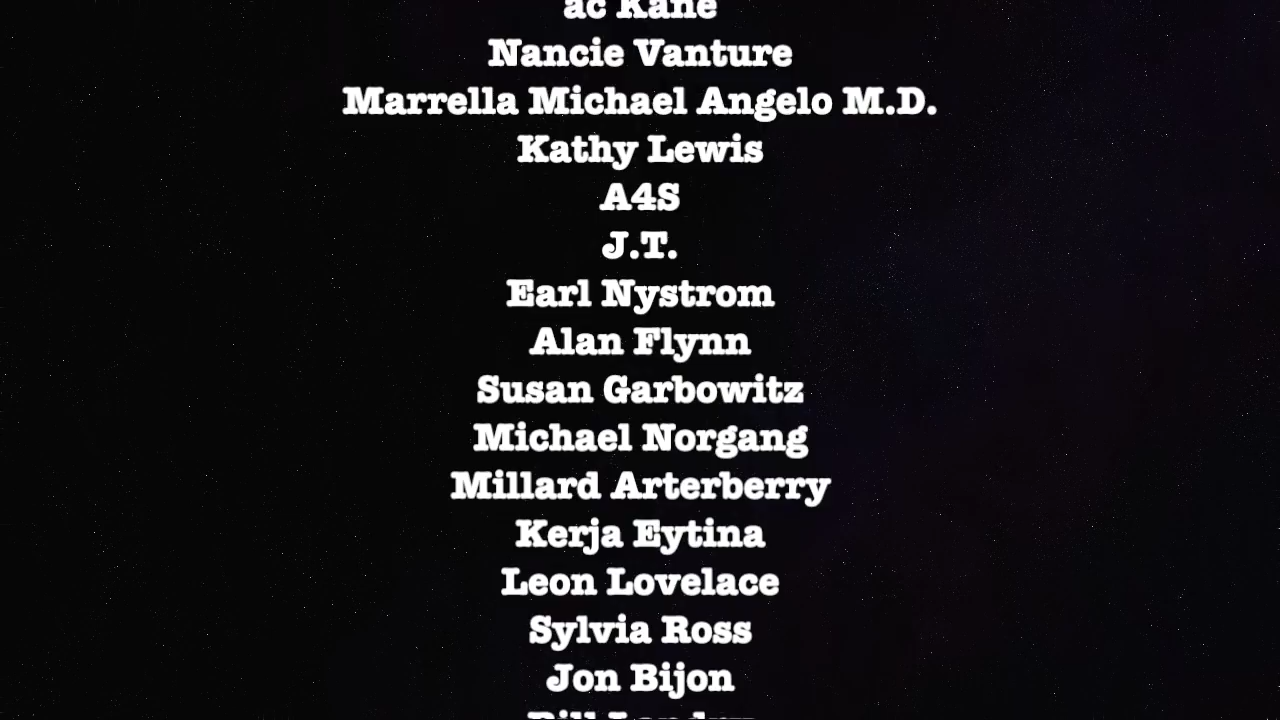 ac Kane
Nancie Vanture
Marrella Michael Angelo M.D.
Kathy Lewis
A4S
J.T.
Earl Nystrom
Alan Flynn
Susan Garbowitz
Michael Norgang
Millard Arterberry
Kerja Eytina
Leon Lovelace
Sylvia Ross
Jon Bijon